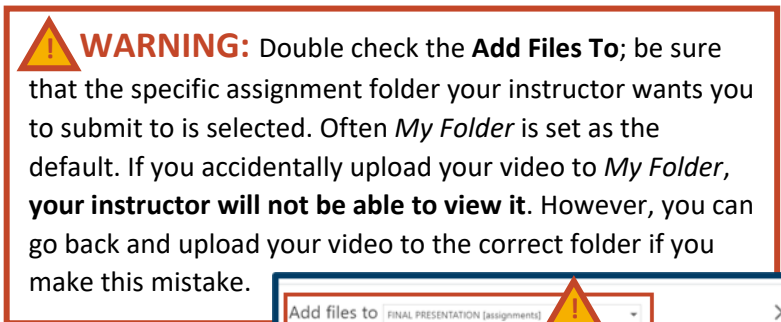 ! WARNING: Double check the Add Files To; be sure
that the specific assignment folder your instructor wants you
to submit to is selected. Often My Folder is set as the
default. If you accidentally upload your video to My Folder,
your instructor will not be able to view it. However, you can
go back and upload your video to the correct folder if you
make this mistake.
Add files to FINAL PRESENTATION [assignments] !